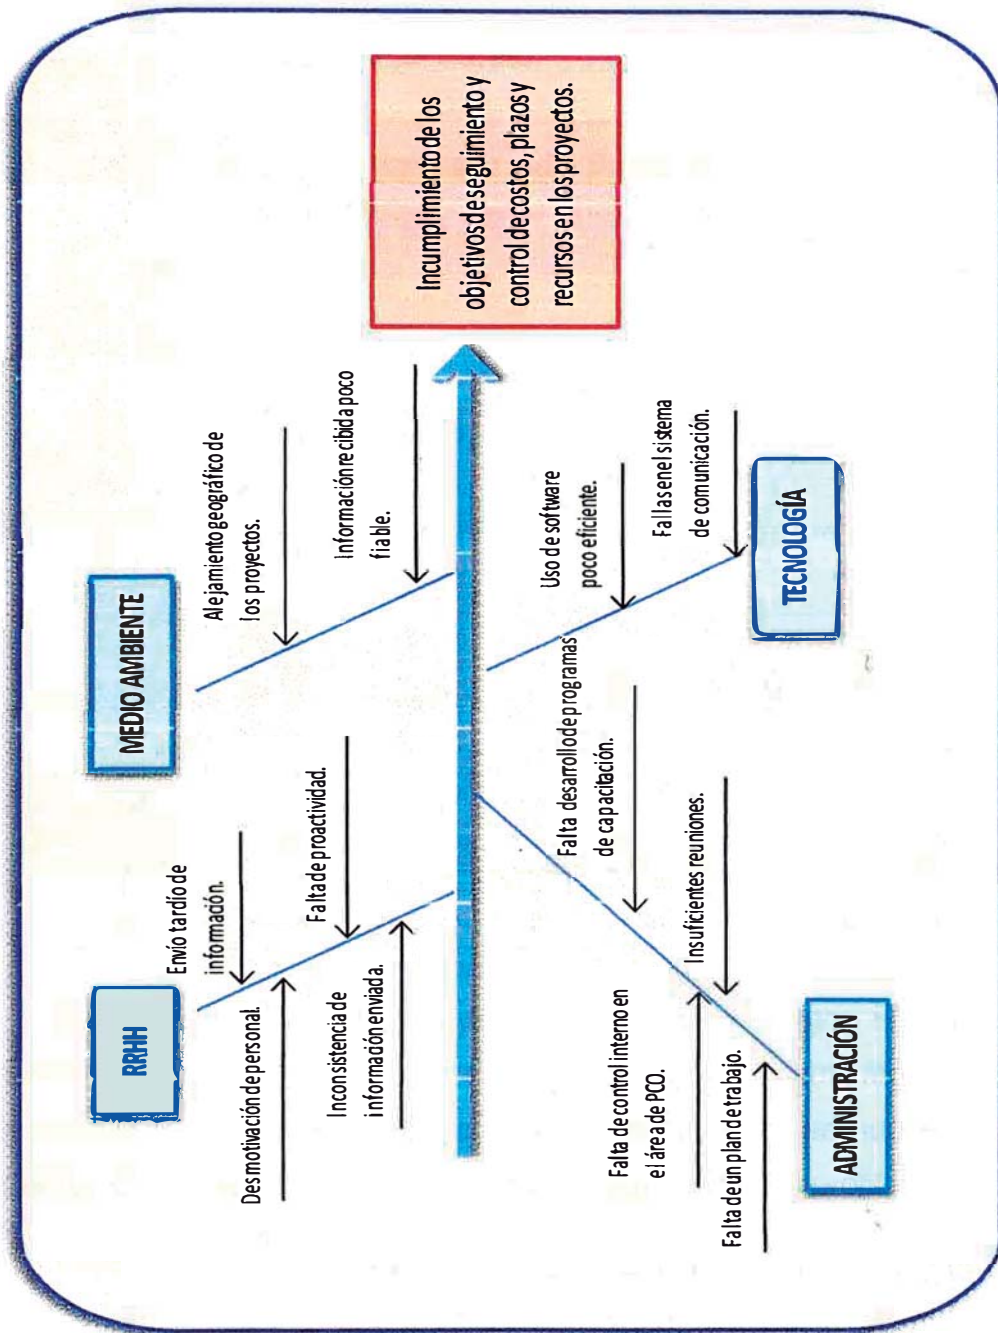 RRHH
MEDIO AMBIENTE
Envío tardío de
información.
Desmotivación de personal.
Falta de proactividad.
Inconsistencia de
información enviada.
Alejamiento geográfico de
los proyectos.
Información recibida poco
fiable.
Incumplimiento de los
objetivos de seguimiento y
control de costos, plazos y
recursos en los proyectos.
Falta desarrollo de programas
de capacitación.
Falta de control interno en
el área de PCO.
Insuficientes reuniones.
Falta de un plan de trabajo.
Uso de software
poco eficiente.
Fallas en el sistema
de comunicación.
ADMINISTRACIÓN
TECNOLOGÍA